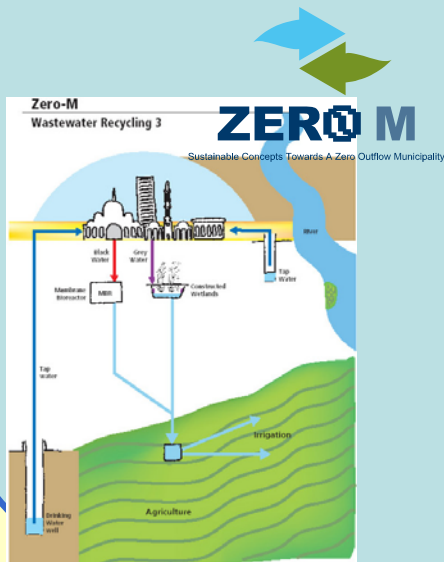 Zero-M
Wastewater Recycling 3
ZERO M
Sustainable Concepts Towards A Zero Outflow Municipality
River
Black
Water
Grey
Water
Membrane
Bioreactor
MBR
Constructed
Wetlands
Tap
Water
Tap
water
Irrigation
Agriculture
Drinking
Water
well